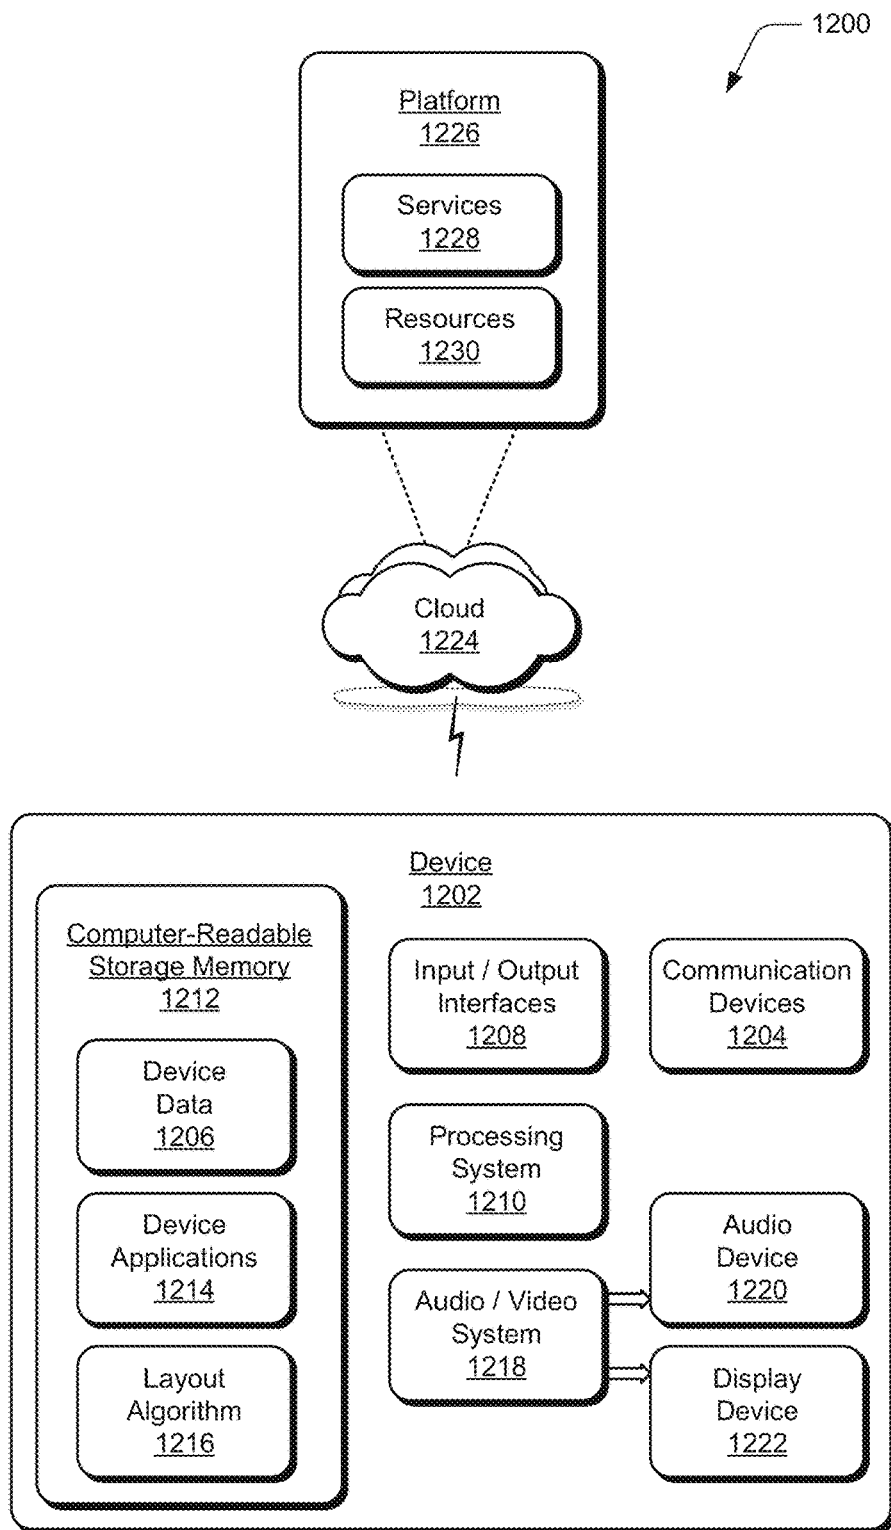 1200
Platform
1226
Services
1228
Resources
1230
Cloud
1224
Device
1202
Computer-Readable
Storage Memory
1212
Device
Data
1206
Device
Applications
1214
Layout
Algorithm
1216
Input / Output
Interfaces
1208
Communication
Devices
1204
Processing
System
1210
Audio / Video
System
1218
Audio
Device
1220
Display
Device
1222